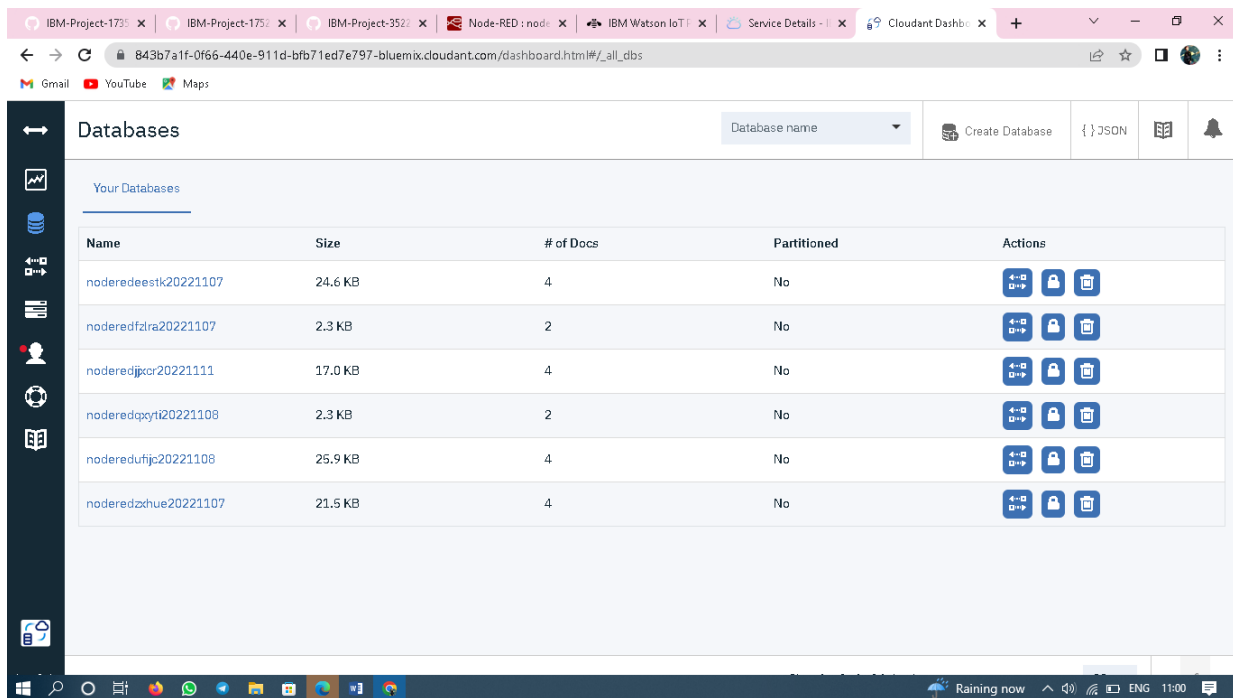 IBM-Project-1735 IBM-Project-1752 IBM-Project-3522 Node-RED : node IBM Watson IoT P Service Details - I Cloudant Dashbo
843b7a1f-0f66-440e-911d-bfb71ed7e797-bluemix.cloudant.com/dashboard.html#/_all_dbs
Gmail YouTube Maps
Databases Database name Create Database { } JSON
Your Databases
Name Size # of Docs Partitioned Actions
noderedeestk20221107 24.6 KB 4 No
noderedfzlra20221107 2.3 KB 2 No
noderedjjxcr20221111 17.0 KB 4 No
noderedqxyti20221108 2.3 KB 2 No
noderedufijc20221108 25.9 KB 4 No
noderedzxhue20221107 21.5 KB 4 No
Raining now ENG 11:00